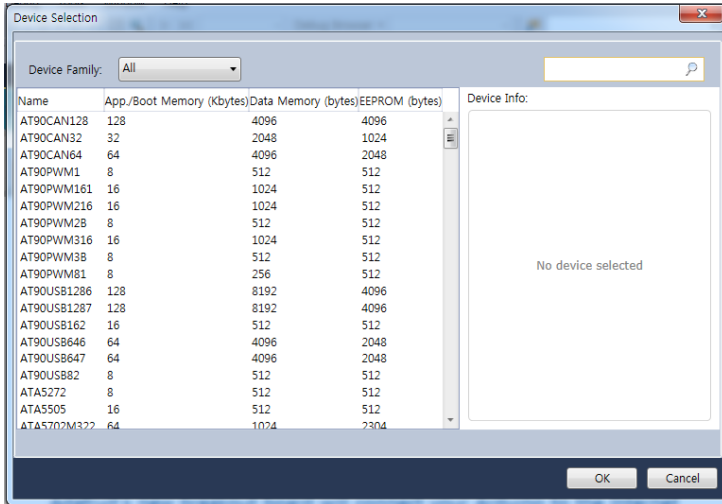 Device Selection
Device Family: All
Name App./Boot Memory (Kbytes) Data Memory (bytes) EEPROM (bytes) Device Info:
AT90CAN128 128 4096 4096
AT90CAN32 32 2048 1024
AT90CAN64 64 4096 2048
AT90PWM1 8 512 512
AT90PWM161 16 1024 512
AT90PWM216 16 1024 512
AT90PWM2B 8 512 512
AT90PWM316 16 1024 512
AT90PWM3B 8 512 512
No device selected
AT90PWM81 8 256 512
AT90USB1286 128 8192 4096
AT90USB1287 128 8192 4096
AT90USB162 16 512 512
AT90USB646 64 4096 2048
AT90USB647 64 4096 2048
AT90USB82 8 512 512
ATA5272 8 512 512
ATA5505 16 512 512
ATA5702M322 64 1024 2304
OK Cancel